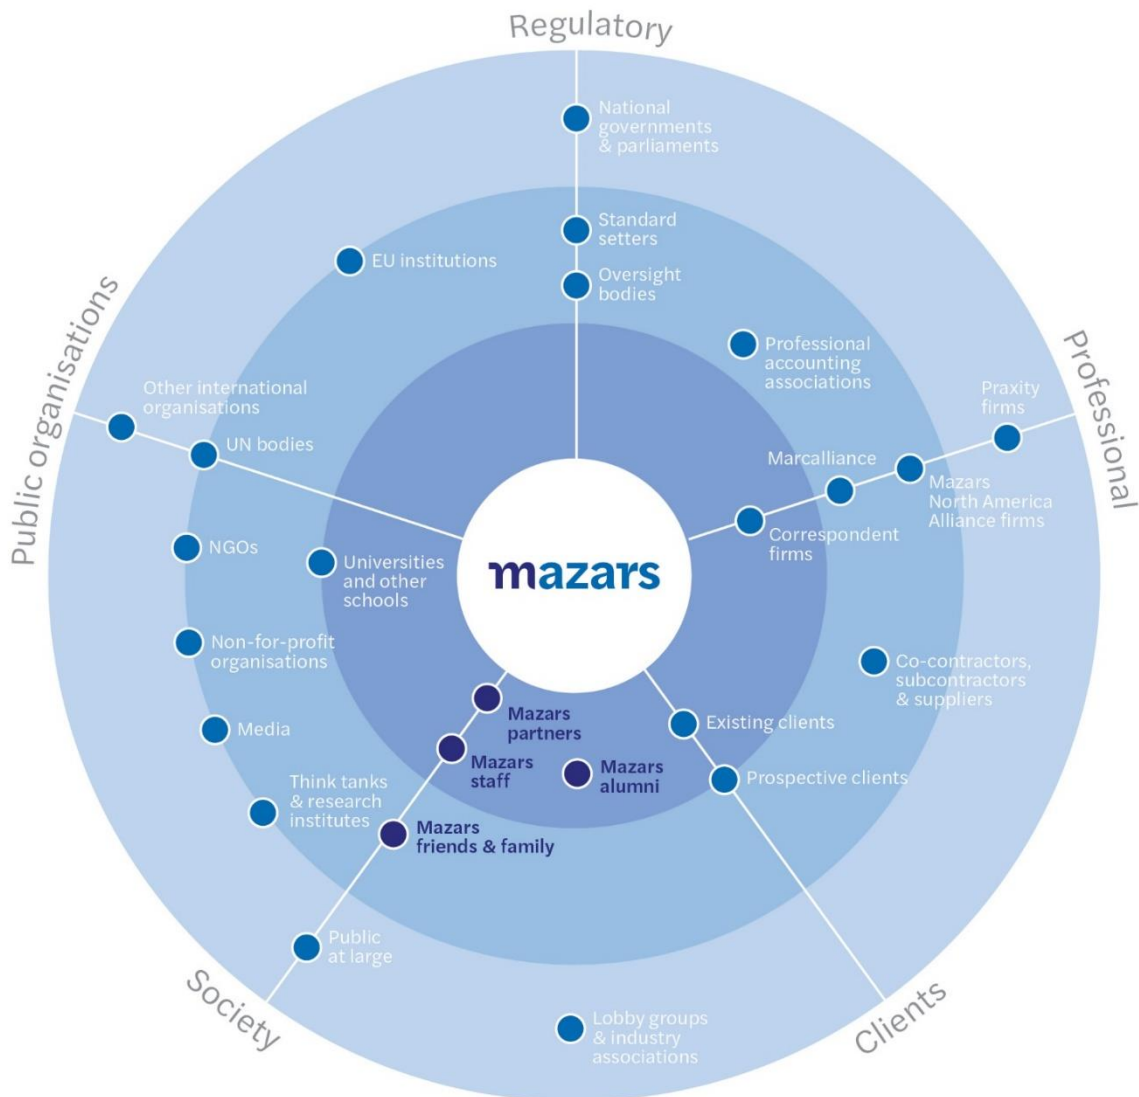 Regulatory
National
governments
& parliaments
Standard
setters
EU institutions
Oversight
bodies
Public organisations
Professional
Professional
accounting
associations
Other international
organisations
Praxity
firms
UN bodies
Marcalliance
Mazars
North America
Alliance firms
Correspondent
firms
NGOs
Universities
and other
schools
mazars
Non-for-profit
organisations
Co-contractors,
subcontractors
& suppliers
Mazars
partners
Existing clients
Media
Mazars
staff
Mazars
alumni
Prospective clients
Think tanks
& research
institutes
Mazars
friends & family
Public
at large
Society
Clients
Lobby groups
& industry
associations